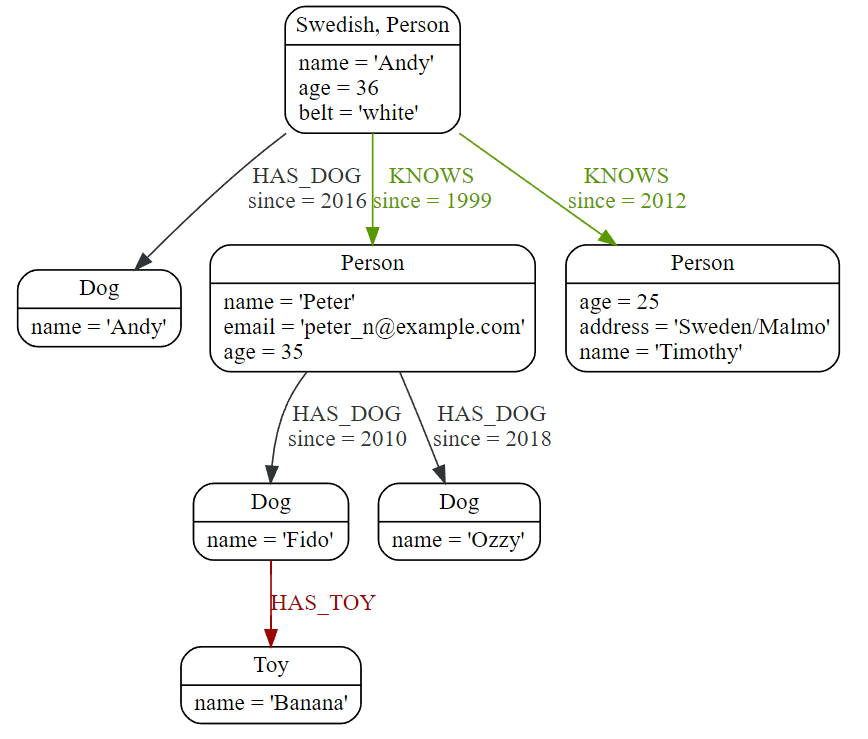 Swedish, Person
name = 'Andy'
age = 36
belt = 'white'
HAS_DOG
since = 2016
KNOWS
since = 1999
KNOWS
since = 2012
Dog
name = 'Andy'
Person
name = 'Peter'
email = 'peter_n@example.com'
age = 35
Person
age = 25
address = 'Sweden/Malmo'
name = 'Timothy'
HAS_DOG
since = 2010
HAS_DOG
since = 2018
Dog
name = 'Fido'
Dog
name = 'Ozzy'
HAS_TOY
Toy
name = 'Banana'